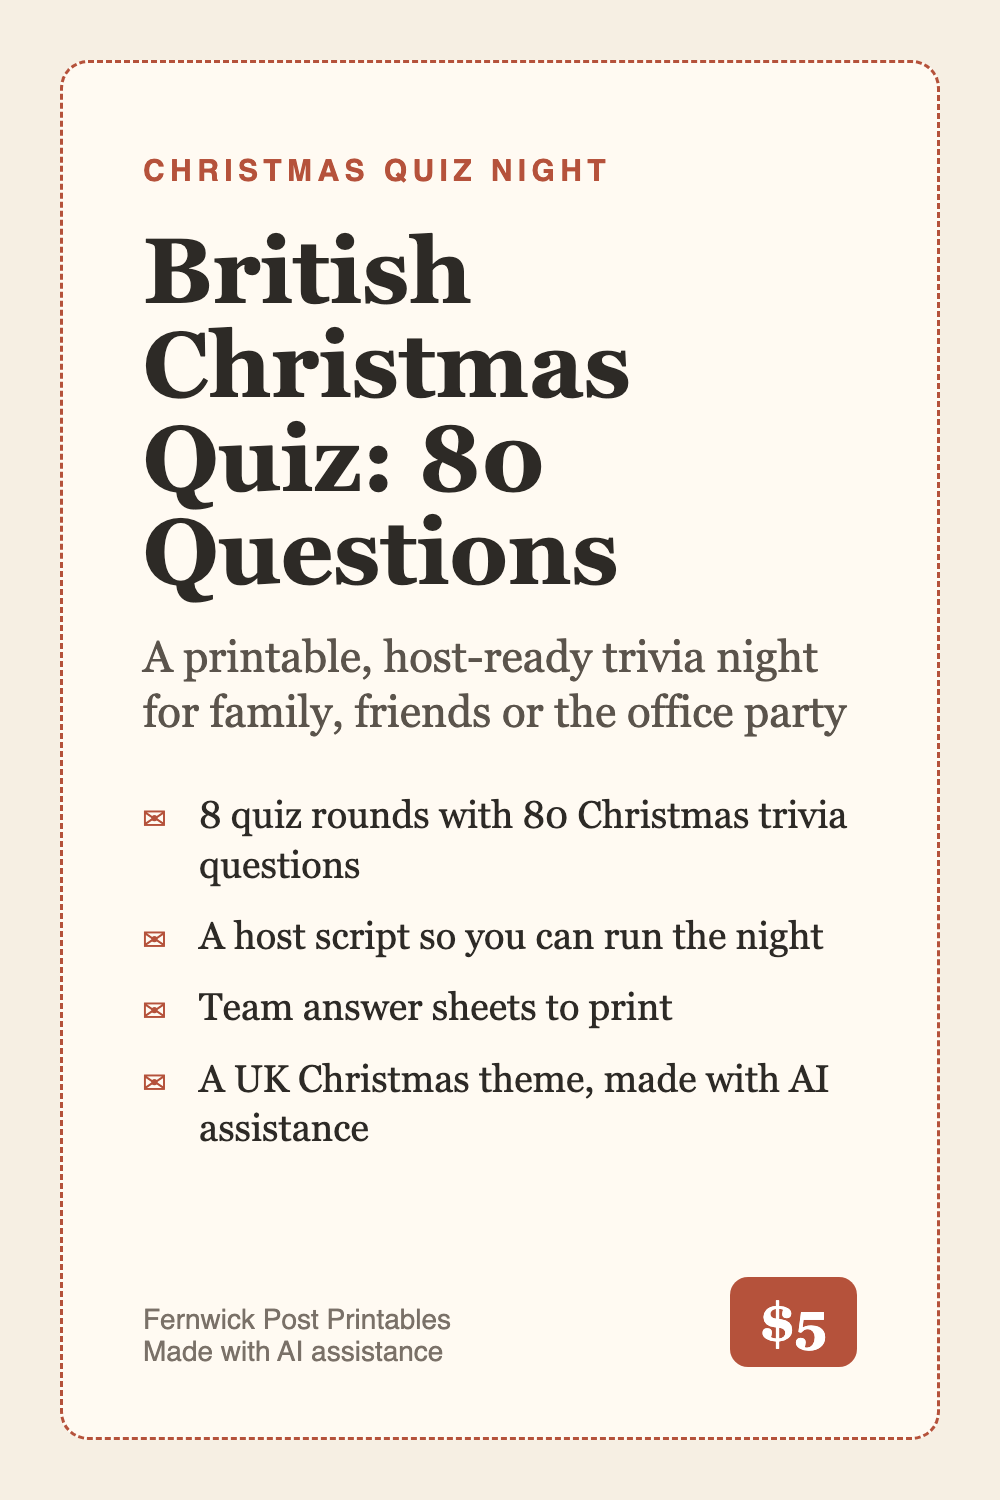 CHRISTMAS QUIZ NIGHT
British
Christmas
Quiz: 80
Questions
A printable, host-ready trivia night
for family, friends or the office party
8 quiz rounds with 80 Christmas trivia
questions
A host script so you can run the night
Team answer sheets to print
A UK Christmas theme, made with AI
assistance
Fernwick Post Printables
Made with AI assistance
$5